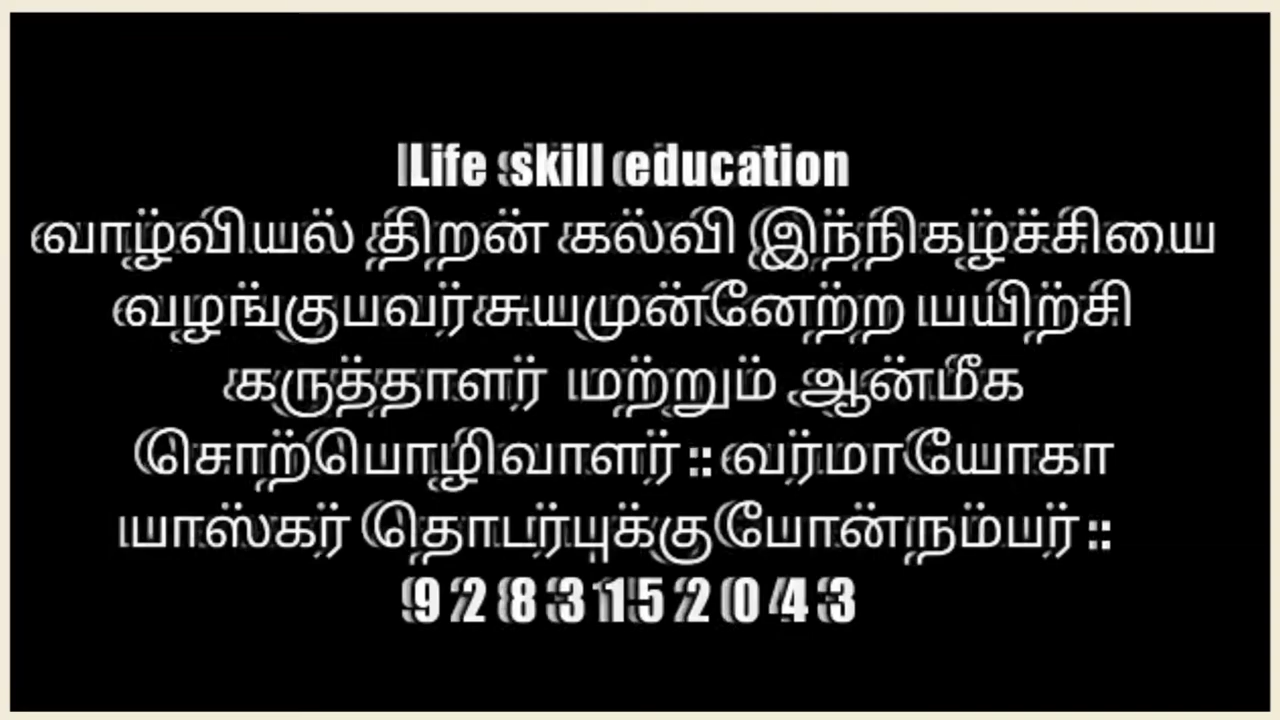 Life skill education
வாழ்வியல் திறன் கல்வி இந்நிகழ்ச்சியை
வழங்குபவர் சுயமுன்னேற்ற பயிற்சி
கருத்தாளர் மற்றும் ஆன்மீக
சொற்பொழிவாளர் :: வர்மாயோகா
பாஸ்கர் தொடர்புக்கு போன் நம்பர் ::
9 2 8 3 1 5 2 0 4 3